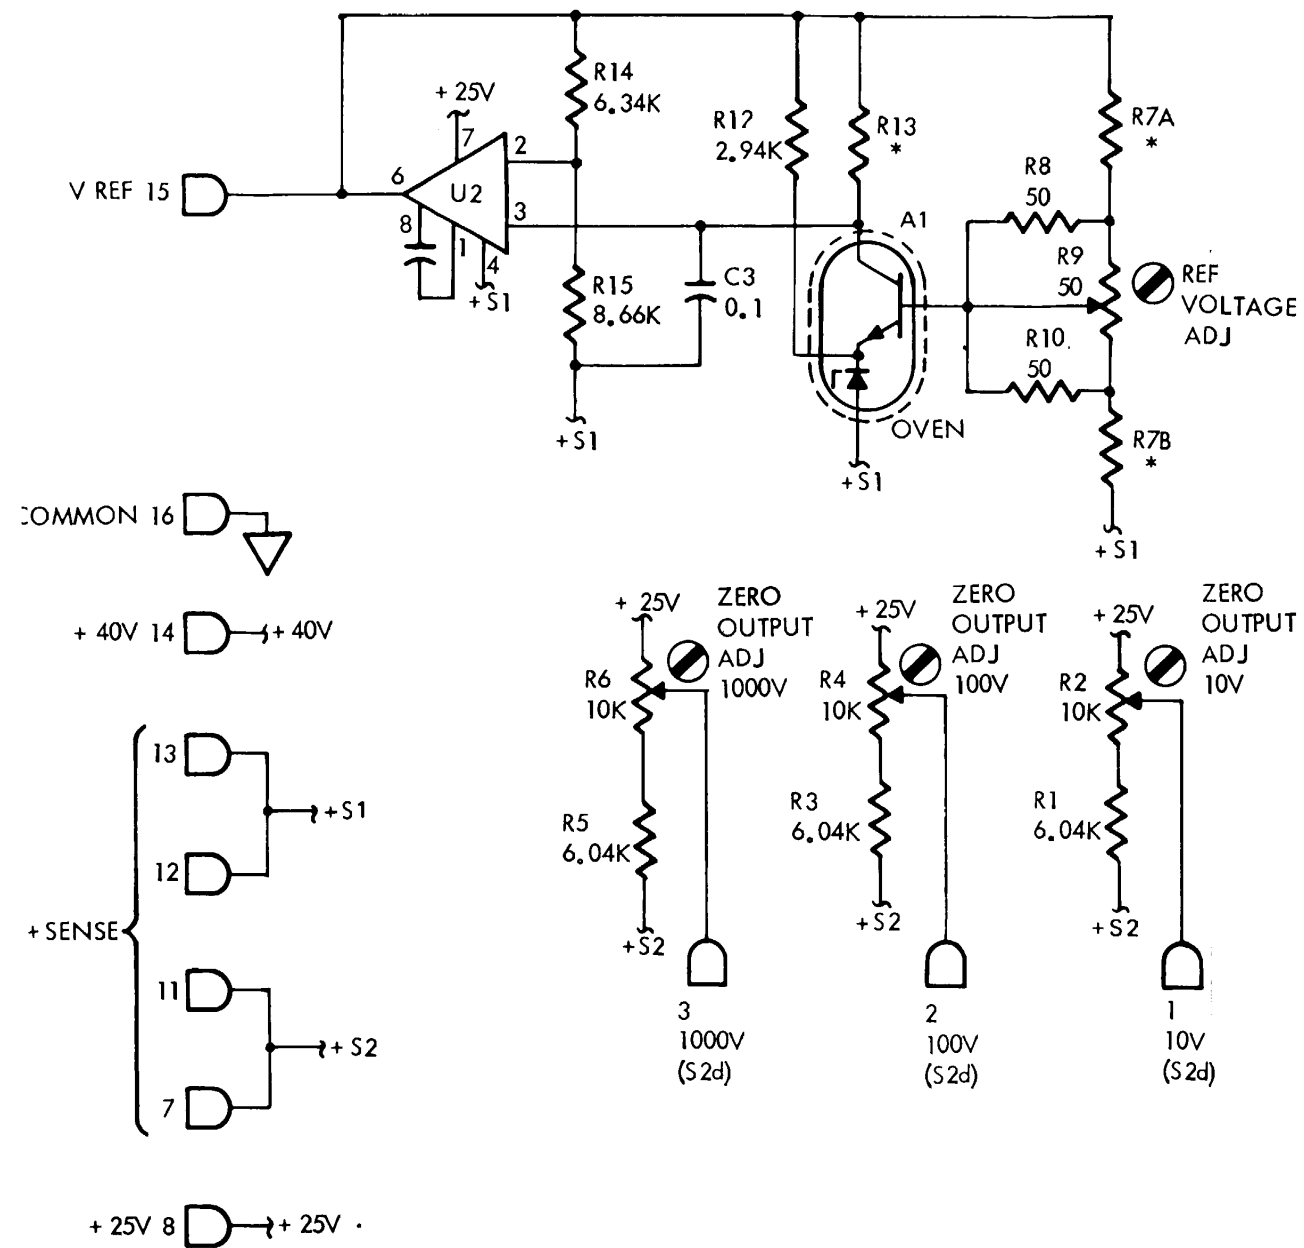 R14
6.34K
+ 25V
7
2
6
U2
3
8
1
4
+S1
V REF 15
R12
2.94K
R13
*
R7A
*
R8
50
A1
R9
50
REF
VOLTAGE
ADJ
R15
8.66K
C3
0.1
R10
50
OVEN
R7B
*
+S1
+S1
+S1
COMMON 16
+ 40V 14
+ 40V
13
12
+S1
+ SENSE
11
7
+ S2
+ 25V 8
+ 25V
+ 25V
ZERO
OUTPUT
ADJ
1000V
R6
10K
R5
6.04K
+S2
3
1000V
(S2d)
+ 25V
ZERO
OUTPUT
ADJ
100V
R4
10K
R3
6.04K
+S2
2
100V
(S2d)
+ 25V
ZERO
OUTPUT
ADJ
10V
R2
10K
R1
6.04K
+S2
1
10V
(S2d)